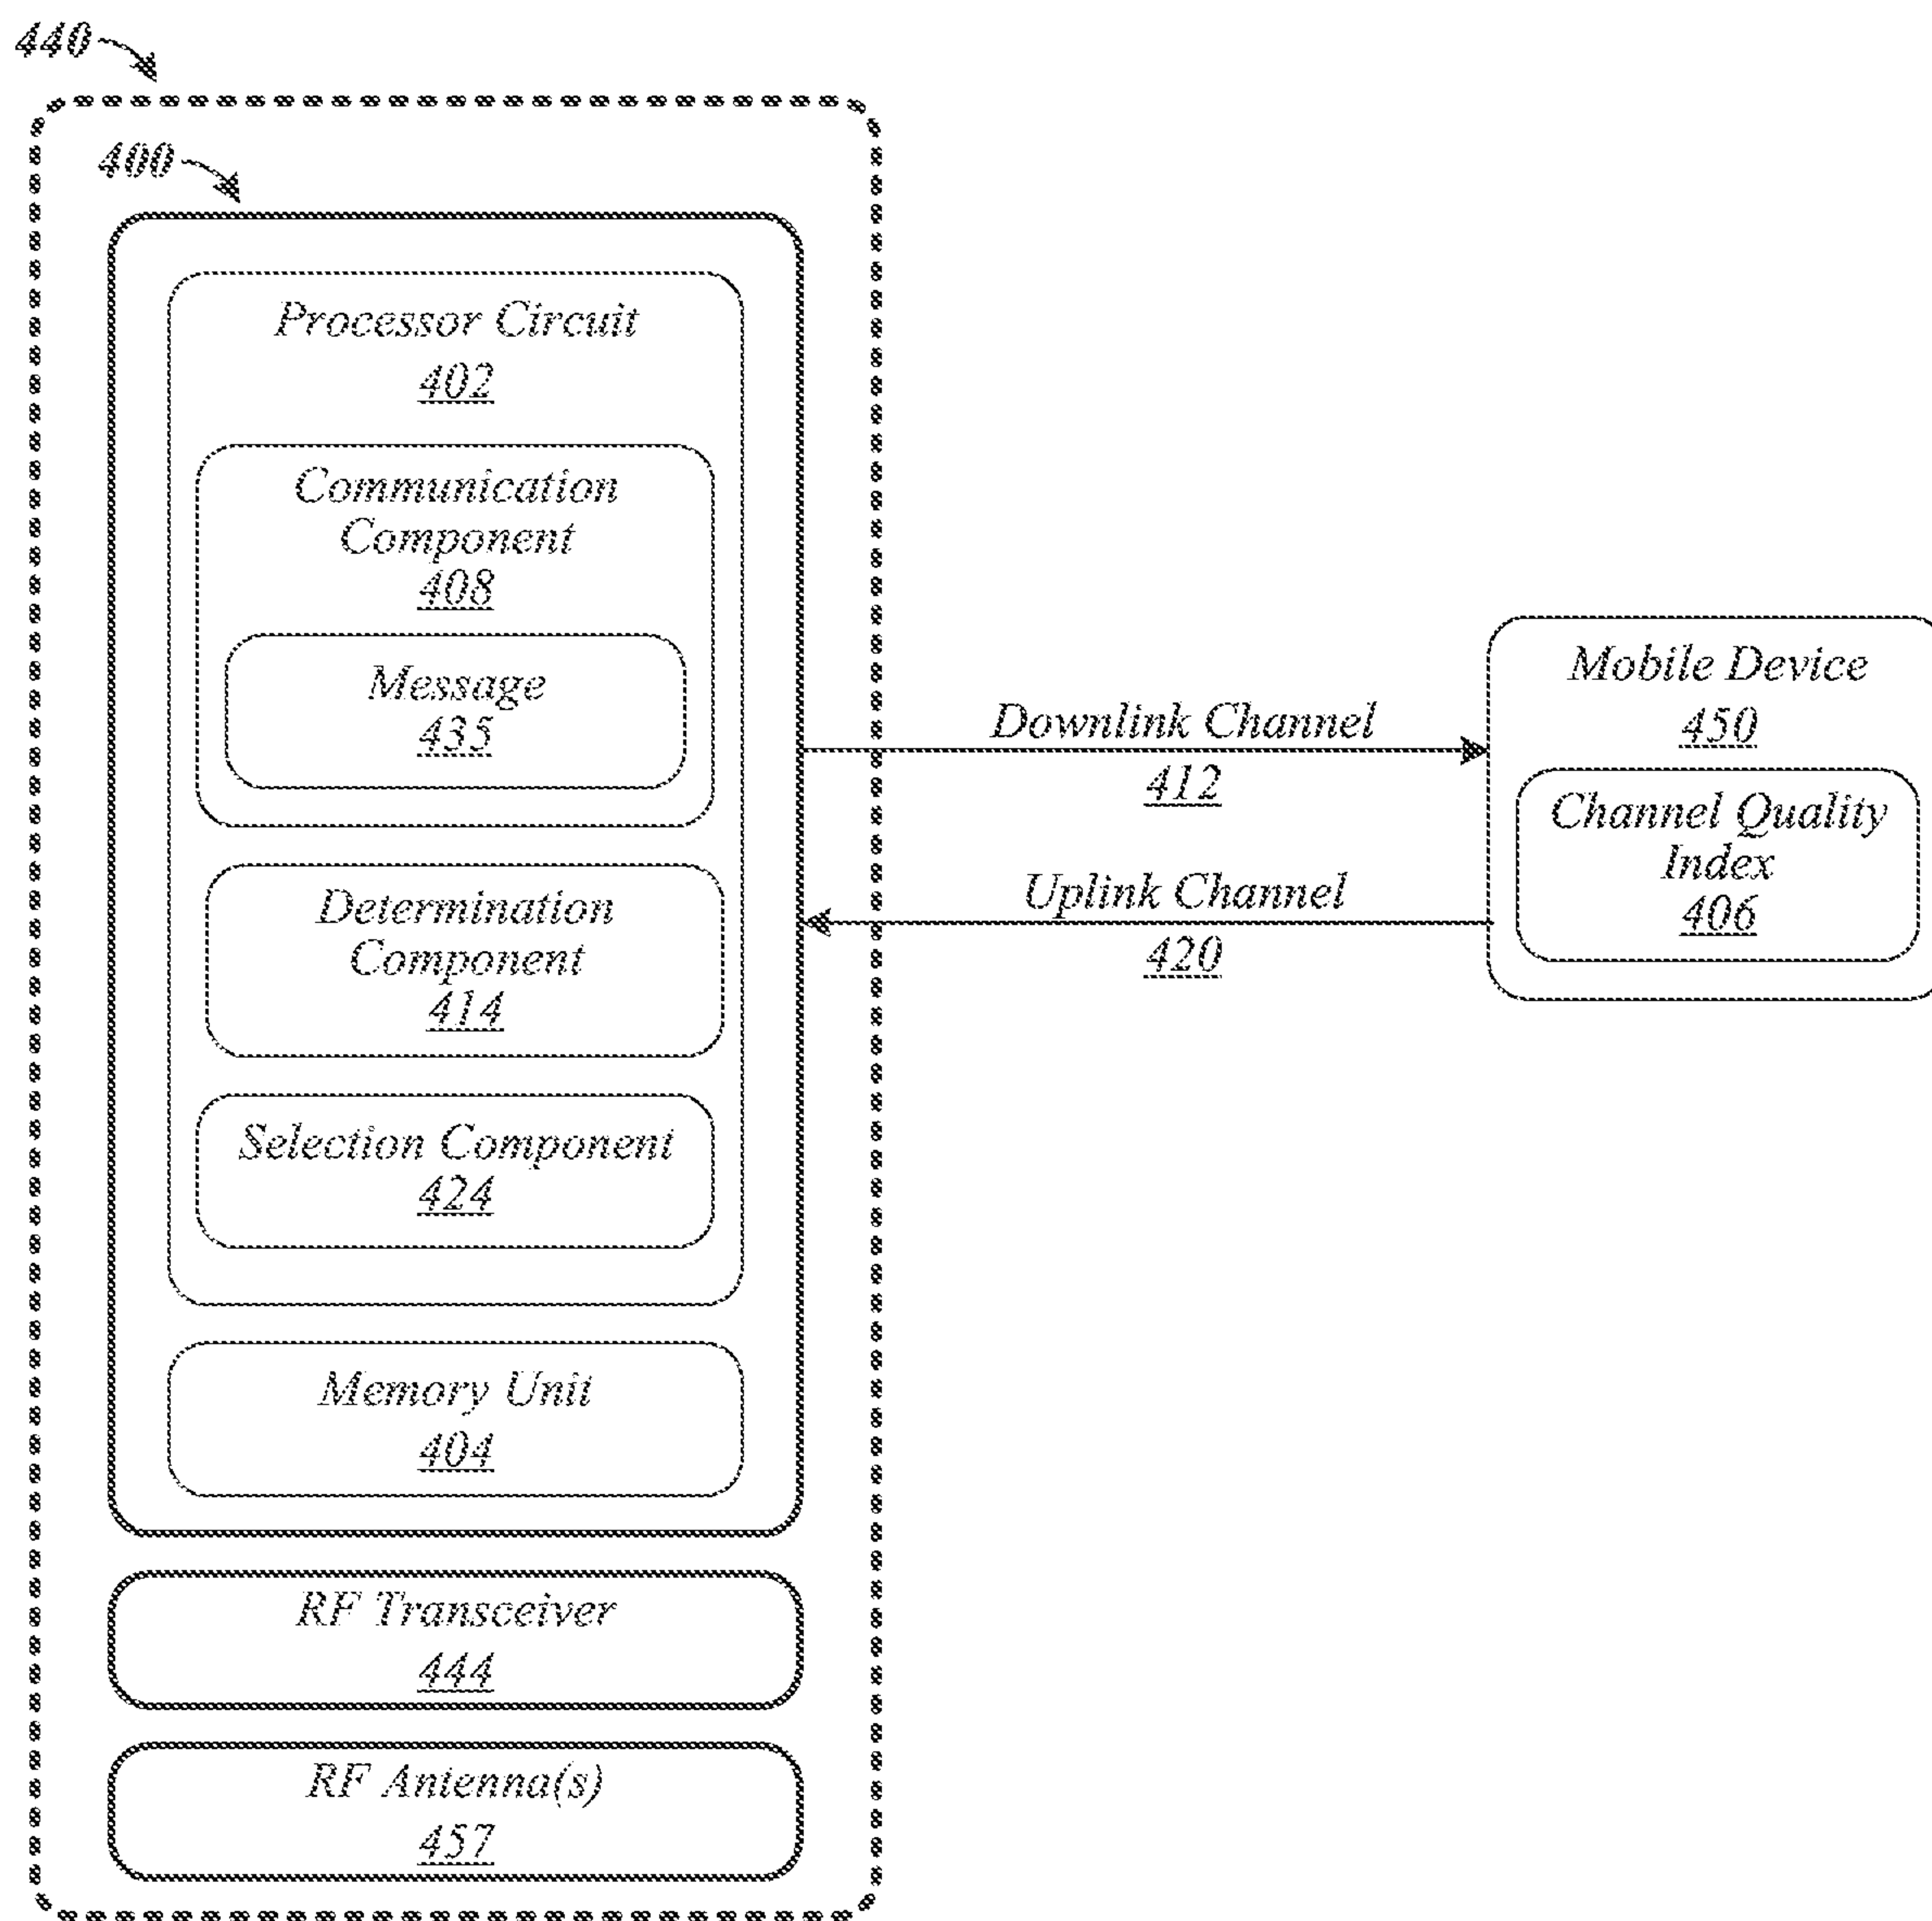 440
400
Processor Circuit
402
Communication
Component
408
Message
435
Determination
Component
414
Selection Component
424
Memory Unit
404
RF Transceiver
444
RF Antenna(s)
457
Downlink Channel
412
Uplink Channel
420
Mobile Device
450
Channel Quality
Index
406